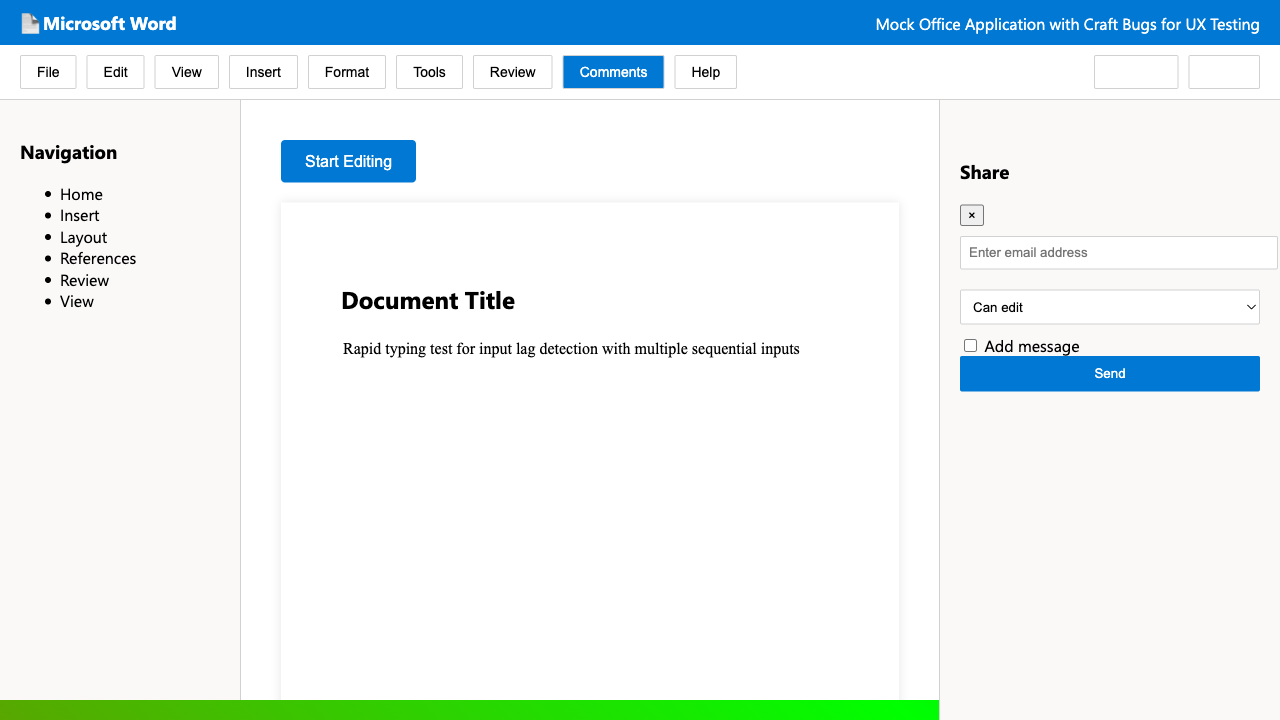 Microsoft Word
Mock Office Application with Craft Bugs for UX Testing
File Edit View Insert Format Tools Review Comments Help
Navigation
Home
Insert
Layout
References
Review
View
Start Editing
Document Title
Rapid typing test for input lag detection with multiple sequential inputs
Share
×
Enter email address
Can edit
Add message
Send